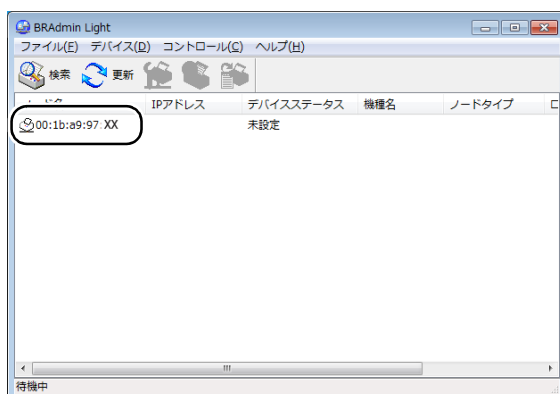 BRAdmin Light
ファイル(F) デバイス(D) コントロール(C) ヘルプ(H)
検索 更新
IPアドレス デバイスステータス 機種名 ノードタイプ ロ
00:1b:a9:97:XX 未設定
待機中